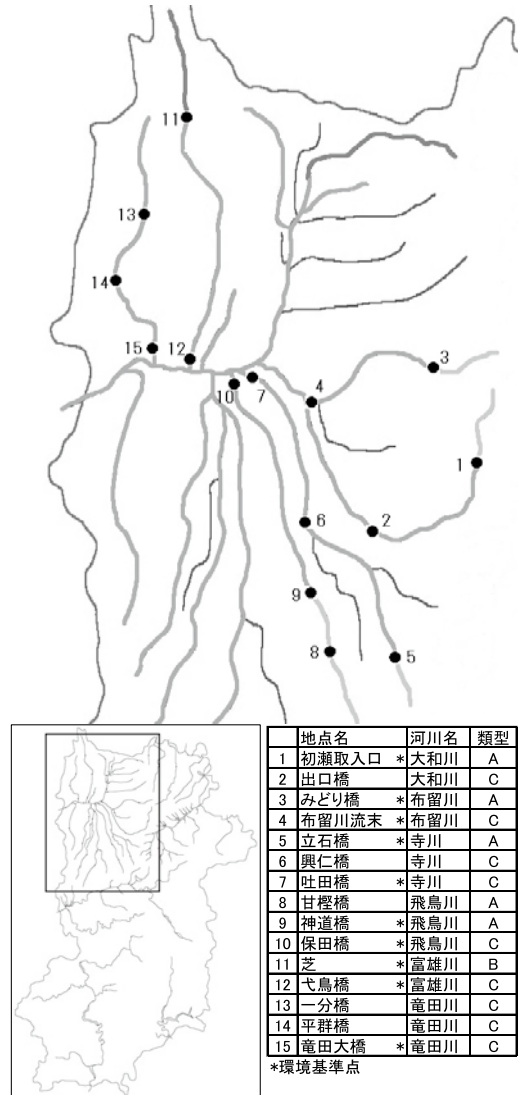 11
13
14
15
12
10
7
4
3
1
2
6
9
8
5
地点名 河川名 類型
1 初瀬取入口 * 大和川 A
2 出口橋 大和川 C
3 みどり橋 * 布留川 A
4 布留川流末 * 布留川 C
5 立石橋 * 寺川 A
6 興仁橋 寺川 C
7 吐田橋 * 寺川 C
8 甘樫橋 飛鳥川 A
9 神道橋 * 飛鳥川 A
10 保田橋 * 飛鳥川 C
11 芝 * 富雄川 B
12 弋鳥橋 * 富雄川 C
13 一分橋 竜田川 C
14 平群橋 竜田川 C
15 竜田大橋 * 竜田川 C
*環境基準点